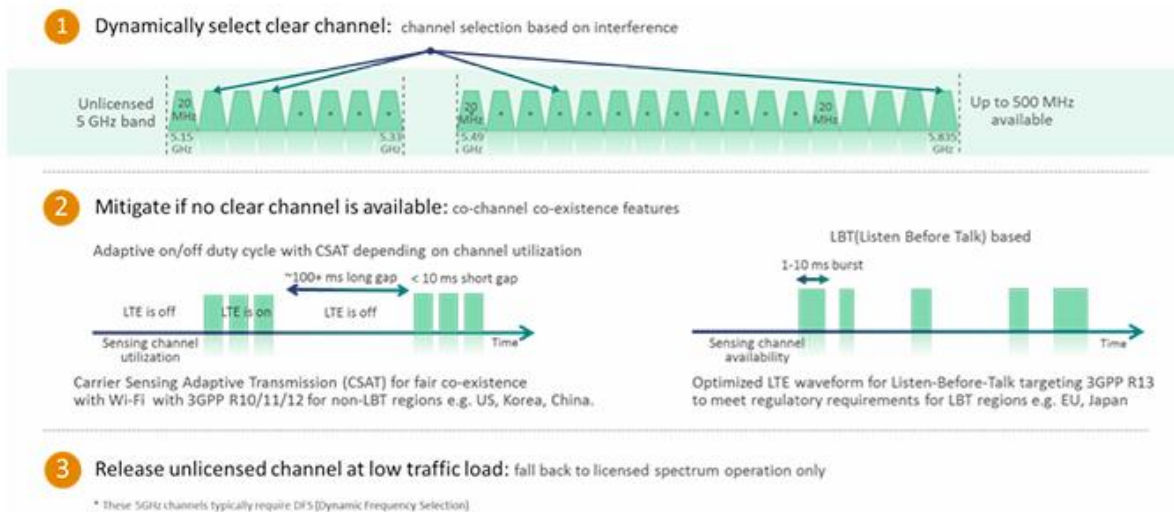 1 Dynamically select clear channel: channel selection based on interference
Unlicensed
5 GHz band
20
MHz
* * * *
5.15
GHz
5.33
GHz
20
MHz
* * * * * * * * * * *
20
MHz
5.49
GHz
5.835
GHz
Up to 500 MHz
available
2 Mitigate if no clear channel is available: co-channel co-existence features
Adaptive on/off duty cycle with CSAT depending on channel utilization
~100+ ms long gap
< 10 ms short gap
LTE is off
LTE is on
LTE is off
Sensing channel
utilization
Time
Carrier Sensing Adaptive Transmission (CSAT) for fair co-existence
with Wi-Fi with 3GPP R10/11/12 for non-LBT regions e.g. US, Korea, China.
LBT(Listen Before Talk) based
1-10 ms burst
Sensing channel
availability
Time
Optimized LTE waveform for Listen-Before-Talk targeting 3GPP R13
to meet regulatory requirements for LBT regions e.g. EU, Japan
3 Release unlicensed channel at low traffic load: fall back to licensed spectrum operation only
* These 5GHz channels typically require DFS (Dynamic Frequency Selection)